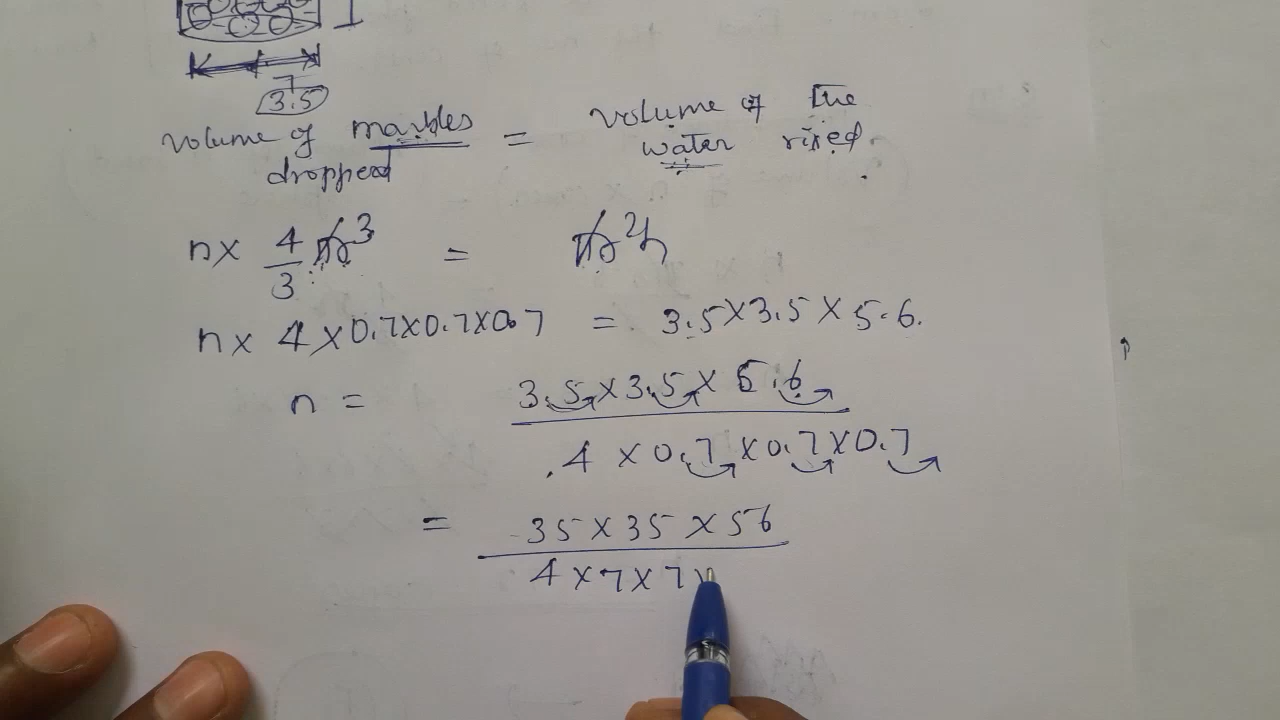 7
3.5
volume of marbles dropped = volume of the water rised.
n× 4/3 πr³ = πr²h
n× 4×0.7×0.7×0.7 = 3.5×3.5×5.6.
n = 3.5×3.5×5.6 / 4×0.7×0.7×0.7
= 35×35×56 / 4×7×7×